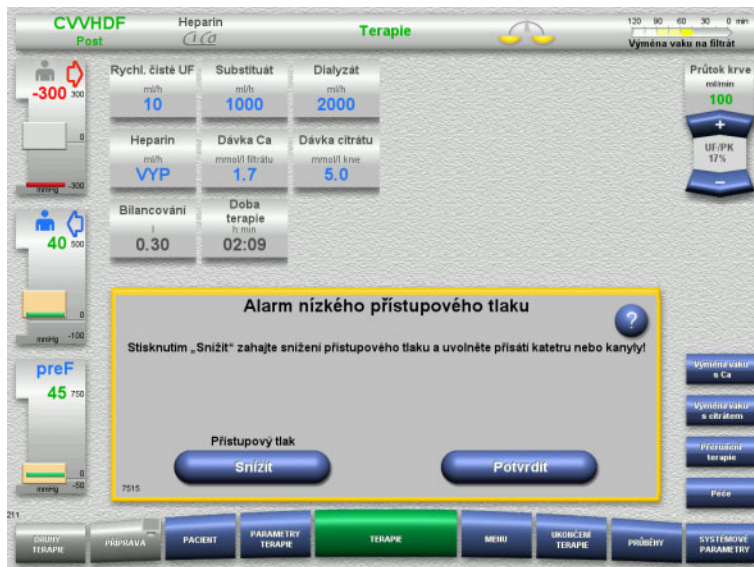 CVVHDF
Post
Heparin
Cica
Terapie
120 90 60 30 0 min
Výměna vaku na filtrát
-300
300
0
-300
mmHg
40
500
0
-100
mmHg
preF
45
750
0
-50
mmHg
Rychl. čisté UF
ml/h
10
Substituát
ml/h
1000
Dialyzát
ml/h
2000
Heparin
ml/h
VYP
Dávka Ca
mmol/l filtrátu
1.7
Dávka citrátu
mmol/l krve
5.0
Bilancování
l
0.30
Doba
terapie
h:min
02:09
Průtok krve
ml/min
100
+
UF/PK
17%
−
Alarm nízkého přístupového tlaku
?
Stisknutím „Snížit“ zahajte snížení přístupového tlaku a uvolněte přisátí katetru nebo kanyly!
Přístupový tlak
Snížit
Potvrdit
7515
Výměna vaku
s Ca
Výměna vaku
s citrátem
Přerušení
terapie
Péče
211
DRUHY
TERAPIE
PŘÍPRAVA
PACIENT
PARAMETRY
TERAPIE
TERAPIE
MENU
UKONČENÍ
TERAPIE
PRŮBĚHY
SYSTÉMOVÉ
PARAMETRY